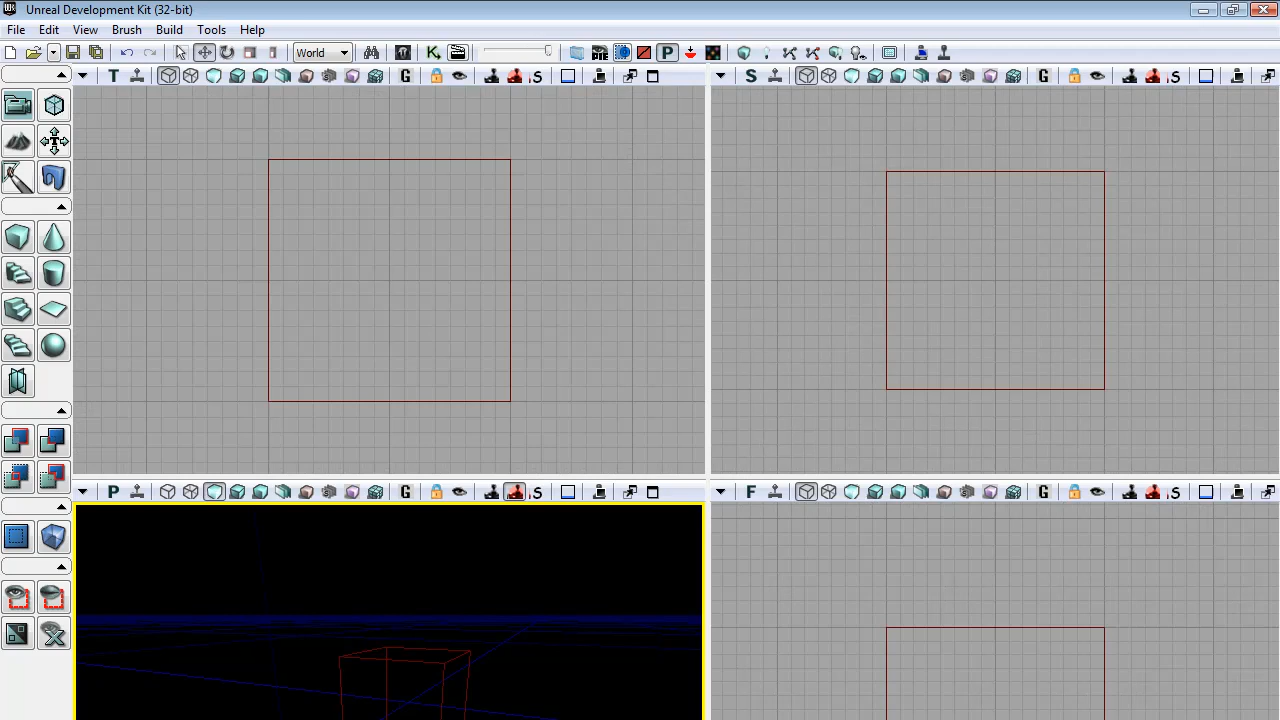 Unreal Development Kit (32-bit)
File Edit View Brush Build Tools Help
World
T G S
S G S
P G S
F G S